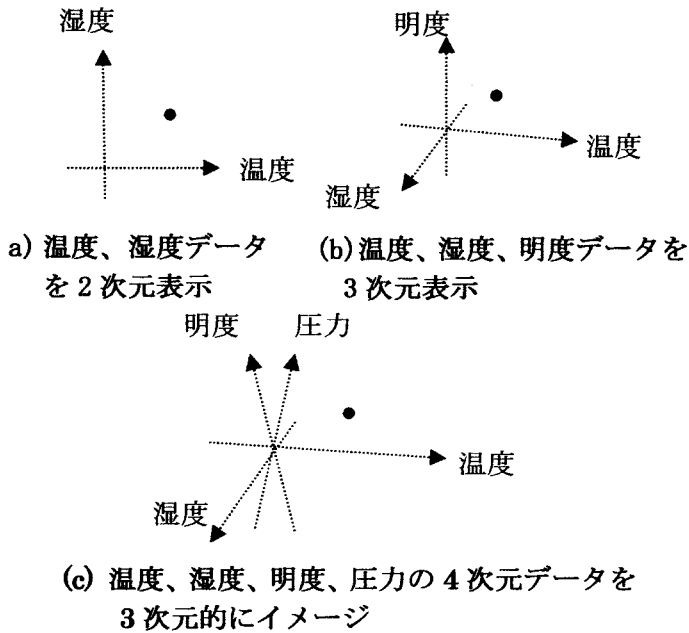 湿度
温度
a) 温度、湿度データ
を2次元表示
明度
温度
湿度
(b)温度、湿度、明度データを
3次元表示
明度 圧力
温度
湿度
(c) 温度、湿度、明度、圧力の4次元データを
3次元的にイメージ